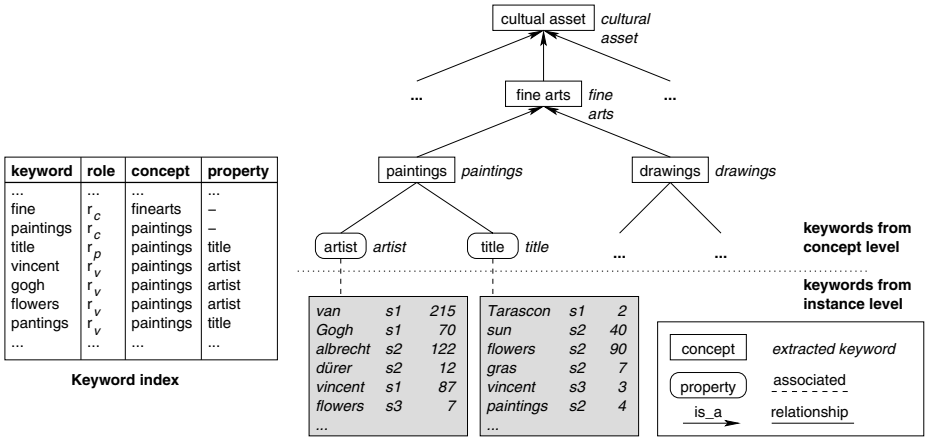 cultual asset cultural
asset
... ...
fine arts fine
arts
keyword role concept property
... ... ... ...
fine r_c finearts –
paintings r_c paintings –
title r_p paintings title
vincent r_v paintings artist
gogh r_v paintings artist
flowers r_v paintings artist
pantings r_v paintings title
... ... ... ...
Keyword index
paintings paintings drawings drawings
artist artist title title
... ...
keywords from
concept level
keywords from
instance level
van s1 215
Gogh s1 70
albrecht s2 122
dürer s2 12
vincent s1 87
flowers s3 7
...
Tarascon s1 2
sun s2 40
flowers s2 90
gras s2 7
vincent s3 3
paintings s2 4
...
concept extracted keyword
property associated
is_a relationship